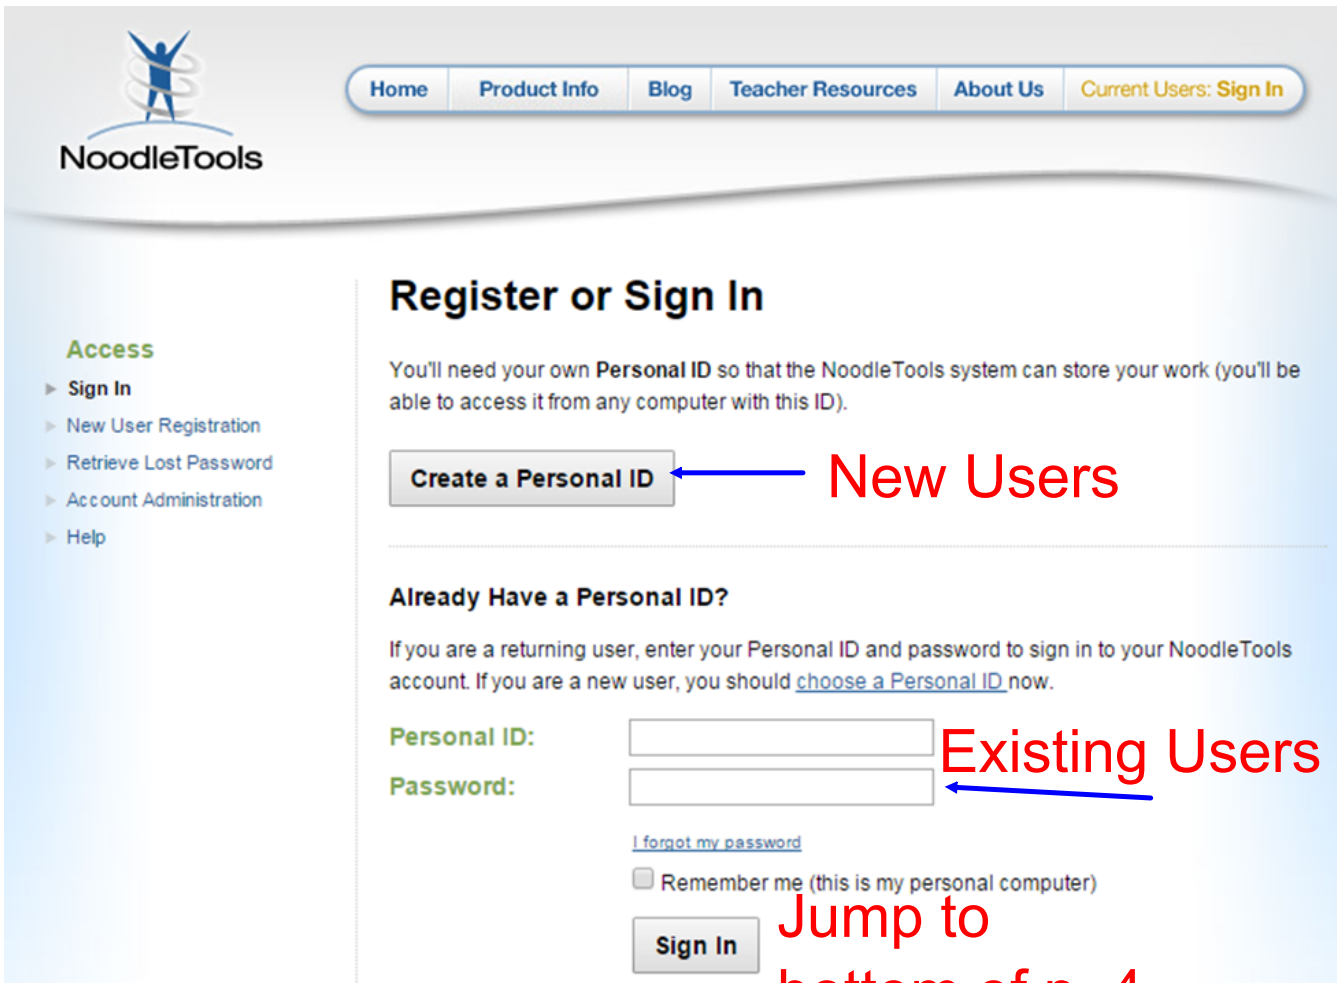 NoodleTools
Home Product Info Blog Teacher Resources About Us Current Users: Sign In
Register or Sign In
Access
Sign In
New User Registration
Retrieve Lost Password
Account Administration
Help
You'll need your own Personal ID so that the NoodleTools system can store your work (you'll be
able to access it from any computer with this ID).
Create a Personal ID
New Users
Already Have a Personal ID?
If you are a returning user, enter your Personal ID and password to sign in to your NoodleTools
account. If you are a new user, you should choose a Personal ID now.
Personal ID:
Existing Users
Password:
I forgot my password
Remember me (this is my personal computer)
Jump to
Sign In
bottom of p. 4